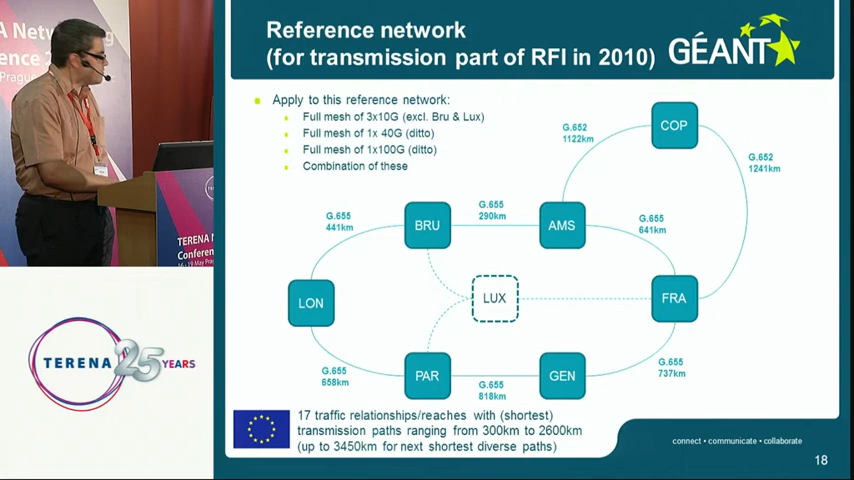 Reference network
(for transmission part of RFI in 2010)
GÉANT
Apply to this reference network:
Full mesh of 3x10G (excl. Bru & Lux)
Full mesh of 1x 40G (ditto)
Full mesh of 1x100G (ditto)
Combination of these
COP
G.652
1122km
G.652
1241km
G.655
441km
BRU
G.655
290km
AMS
G.655
641km
LON
LUX
FRA
G.655
658km
PAR
G.655
818km
GEN
G.655
737km
17 traffic relationships/reaches with (shortest)
transmission paths ranging from 300km to 2600km
(up to 3450km for next shortest diverse paths)
connect • communicate • collaborate
18
TERENA
Conference
TERENA 25 YEARS